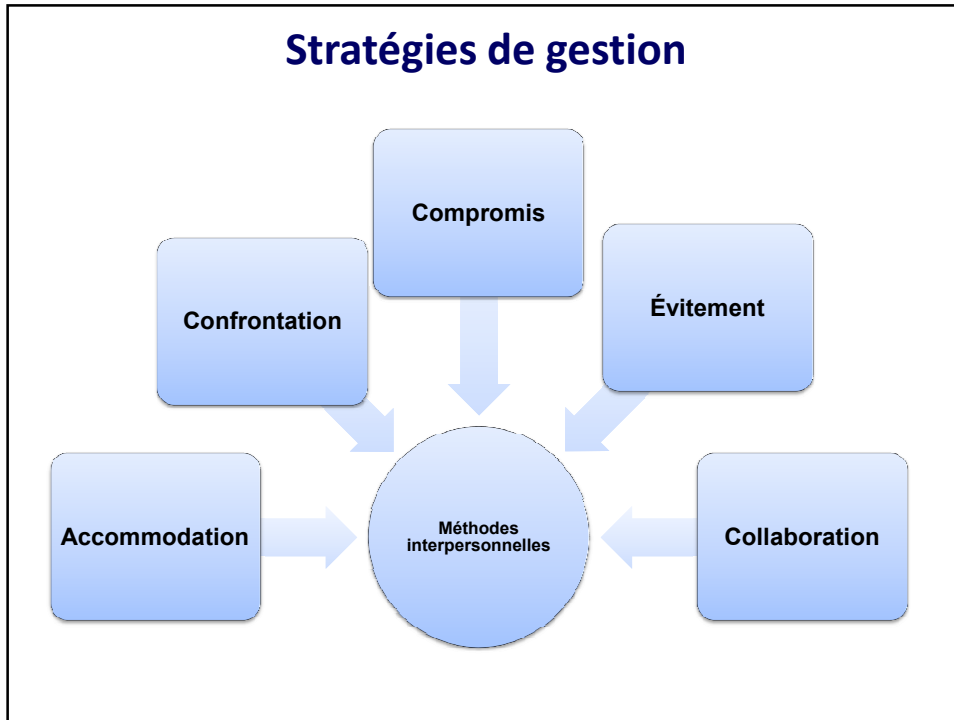 Stratégies de gestion
Compromis
Confrontation
Évitement
Accommodation
Méthodes
interpersonnelles
Collaboration